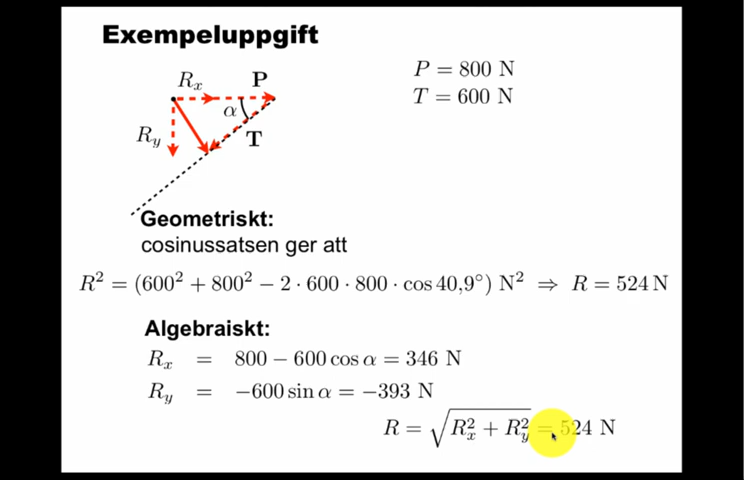 Exempeluppgift
Rx P
P = 800 N
T = 600 N
α
Ry T
Geometriskt:
cosinussatsen ger att
R² = (600² + 800² − 2 · 600 · 800 · cos 40,9°) N² ⇒ R = 524 N
Algebraiskt:
Rx = 800 − 600 cos α = 346 N
Ry = −600 sin α = −393 N
R = √(Rx² + Ry²) = 524 N